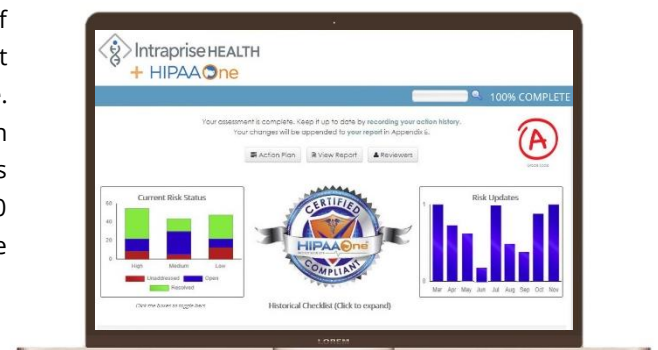 f
t
.
n
s
0
e
Intraprise HEALTH
+ HIPAA One
100% COMPLETE
Your assessment is complete. Keep it up to date by recording your action history.
Your changes will be appended to your report in Appendix 6.
Action Plan View Report Reviewers
A
Current Risk Status
60
40
20
0
High Medium Low
Unaddressed Open
Resolved
Click the boxes to toggle bars
CERTIFIED
HIPAA One
COMPLIANT
Historical Checklist (Click to expand)
Risk Updates
0
Mar Apr May Jun Jul Aug Sep Oct Nov
LOREM